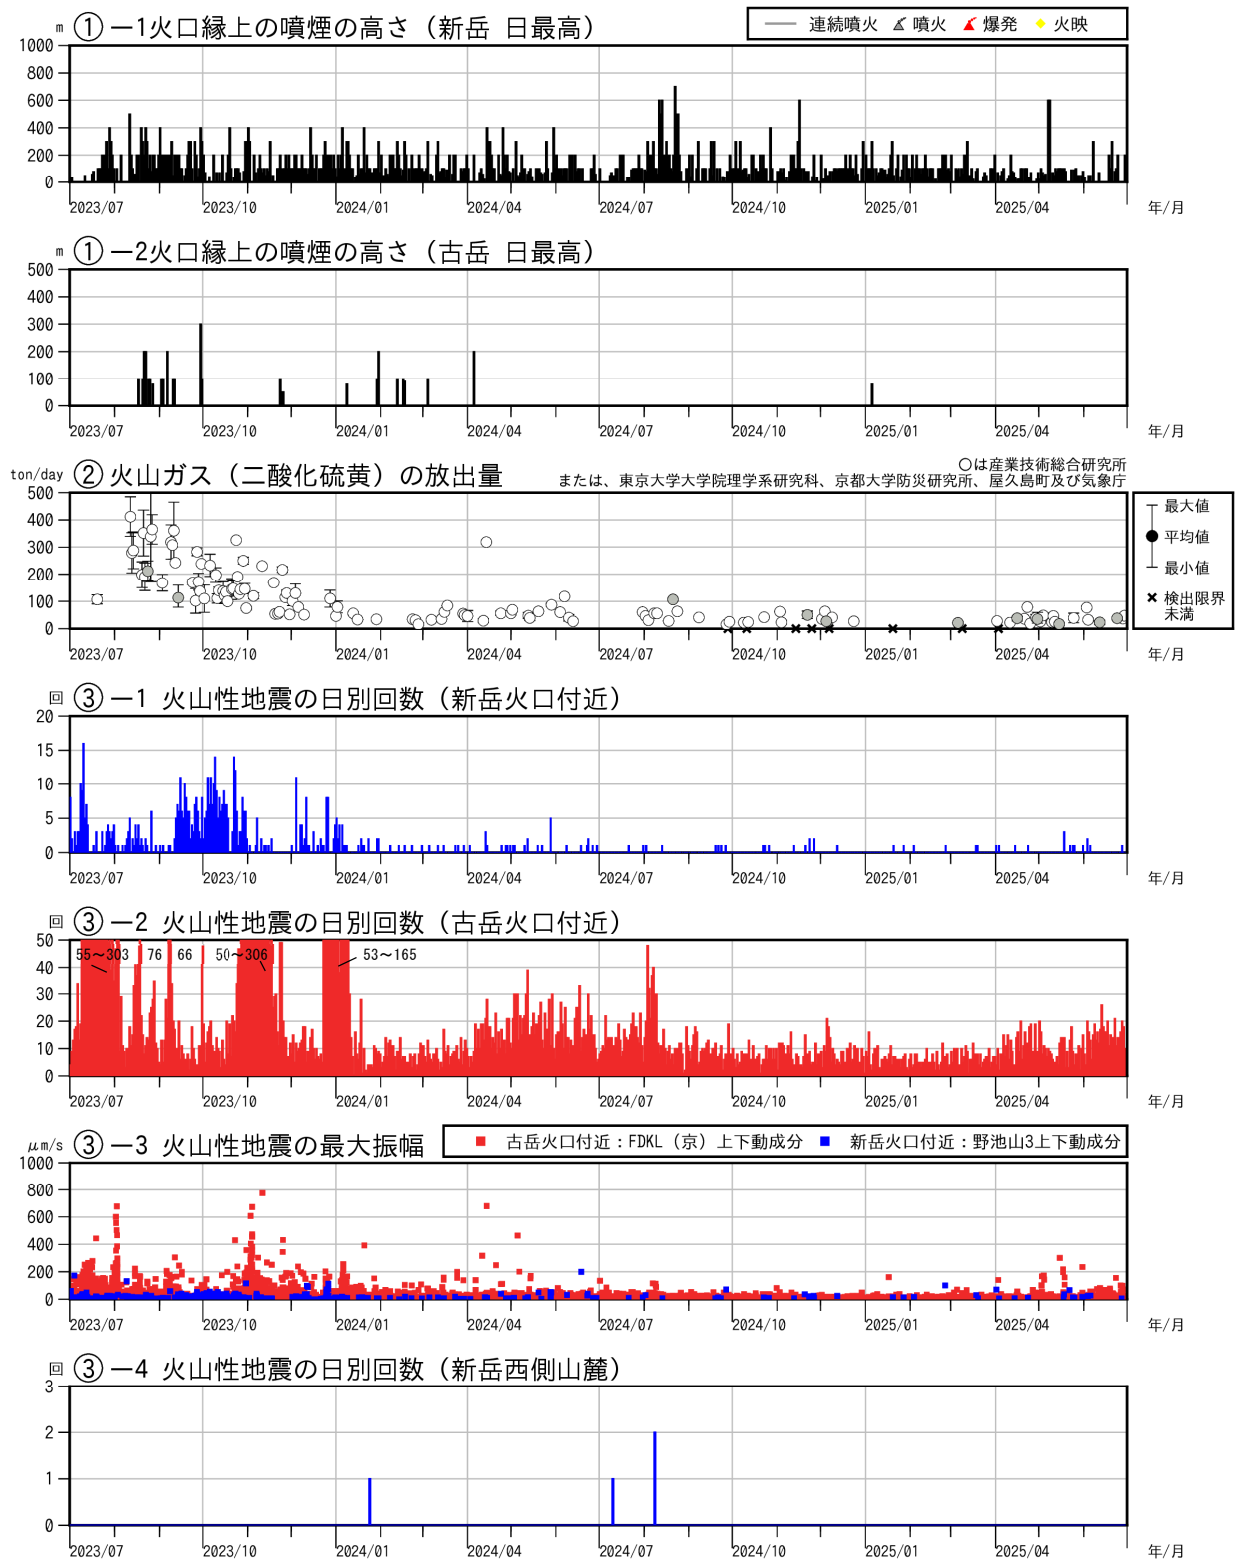 m ①－1火口縁上の噴煙の高さ（新岳 日最高）
連続噴火 噴火 爆発 火映
1000
800
600
400
200
0
2023/07 2023/10 2024/01 2024/04 2024/07 2024/10 2025/01 2025/04 年/月
m ①－2火口縁上の噴煙の高さ（古岳 日最高）
500
400
300
200
100
0
2023/07 2023/10 2024/01 2024/04 2024/07 2024/10 2025/01 2025/04 年/月
ton/day ②火山ガス（二酸化硫黄）の放出量
○は産業技術総合研究所
または、東京大学大学院理学系研究科、京都大学防災研究所、屋久島町及び気象庁
500
400
300
200
100
0
最大値
平均値
最小値
検出限界
未満
2023/07 2023/10 2024/01 2024/04 2024/07 2024/10 2025/01 2025/04 年/月
回 ③－1 火山性地震の日別回数（新岳火口付近）
20
15
10
5
0
2023/07 2023/10 2024/01 2024/04 2024/07 2024/10 2025/01 2025/04 年/月
回 ③－2 火山性地震の日別回数（古岳火口付近）
50
40
30
20
10
0
55～303 76 66 50～306 53～165
2023/07 2023/10 2024/01 2024/04 2024/07 2024/10 2025/01 2025/04 年/月
μm/s ③－3 火山性地震の最大振幅
古岳火口付近：FDKL（京）上下動成分 新岳火口付近：野池山3上下動成分
1000
800
600
400
200
0
2023/07 2023/10 2024/01 2024/04 2024/07 2024/10 2025/01 2025/04 年/月
回 ③－4 火山性地震の日別回数（新岳西側山麓）
3
2
1
0
2023/07 2023/10 2024/01 2024/04 2024/07 2024/10 2025/01 2025/04 年/月